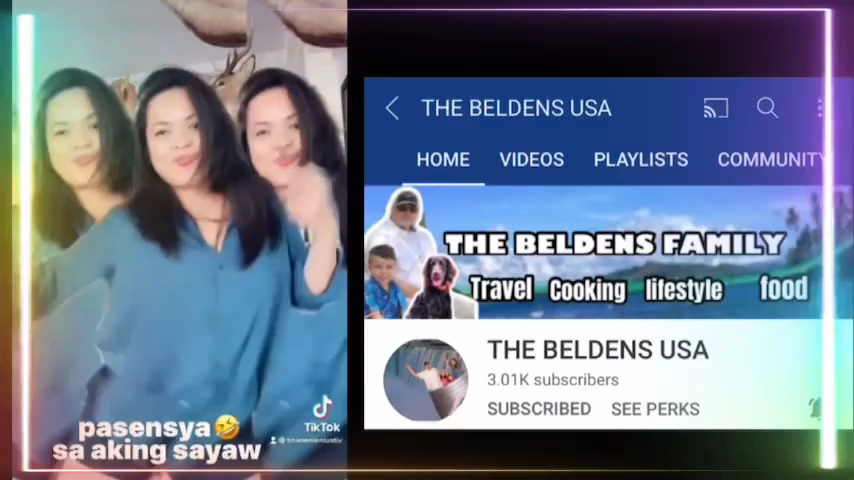 pasensya🤣
sa aking sayaw
TikTok
THE BELDENS USA
HOME VIDEOS PLAYLISTS COMMUNITY
THE BELDENS FAMILY
Travel Cooking lifestyle food
THE BELDENS USA
3.01K subscribers
SUBSCRIBED SEE PERKS